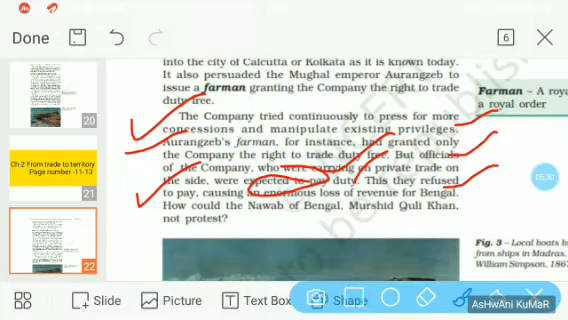 Done
6
into the city of Calcutta or Kolkata as it is known today.
It also persuaded the Mughal emperor Aurangzeb to
issue a farman granting the Company the right to trade
duty free.
The Company tried continuously to press for more
concessions and manipulate existing privileges.
Aurangzeb's farman, for instance, had granted only
the Company the right to trade duty free. But officials
of the Company, who were carrying on private trade on
the side, were expected to pay duty. This they refused
to pay, causing an enormous loss of revenue for Bengal.
How could the Nawab of Bengal, Murshid Quli Khan,
not protest?
Farman – A roya
a royal order
20
Ch-2 From trade to territory
Page number -11-13
21
22
05:30
Fig. 3 – Local boats b
from ships in Madras,
William Simpson, 1867
Slide
Picture
Text Box
Shape
AsHwAni KuMaR